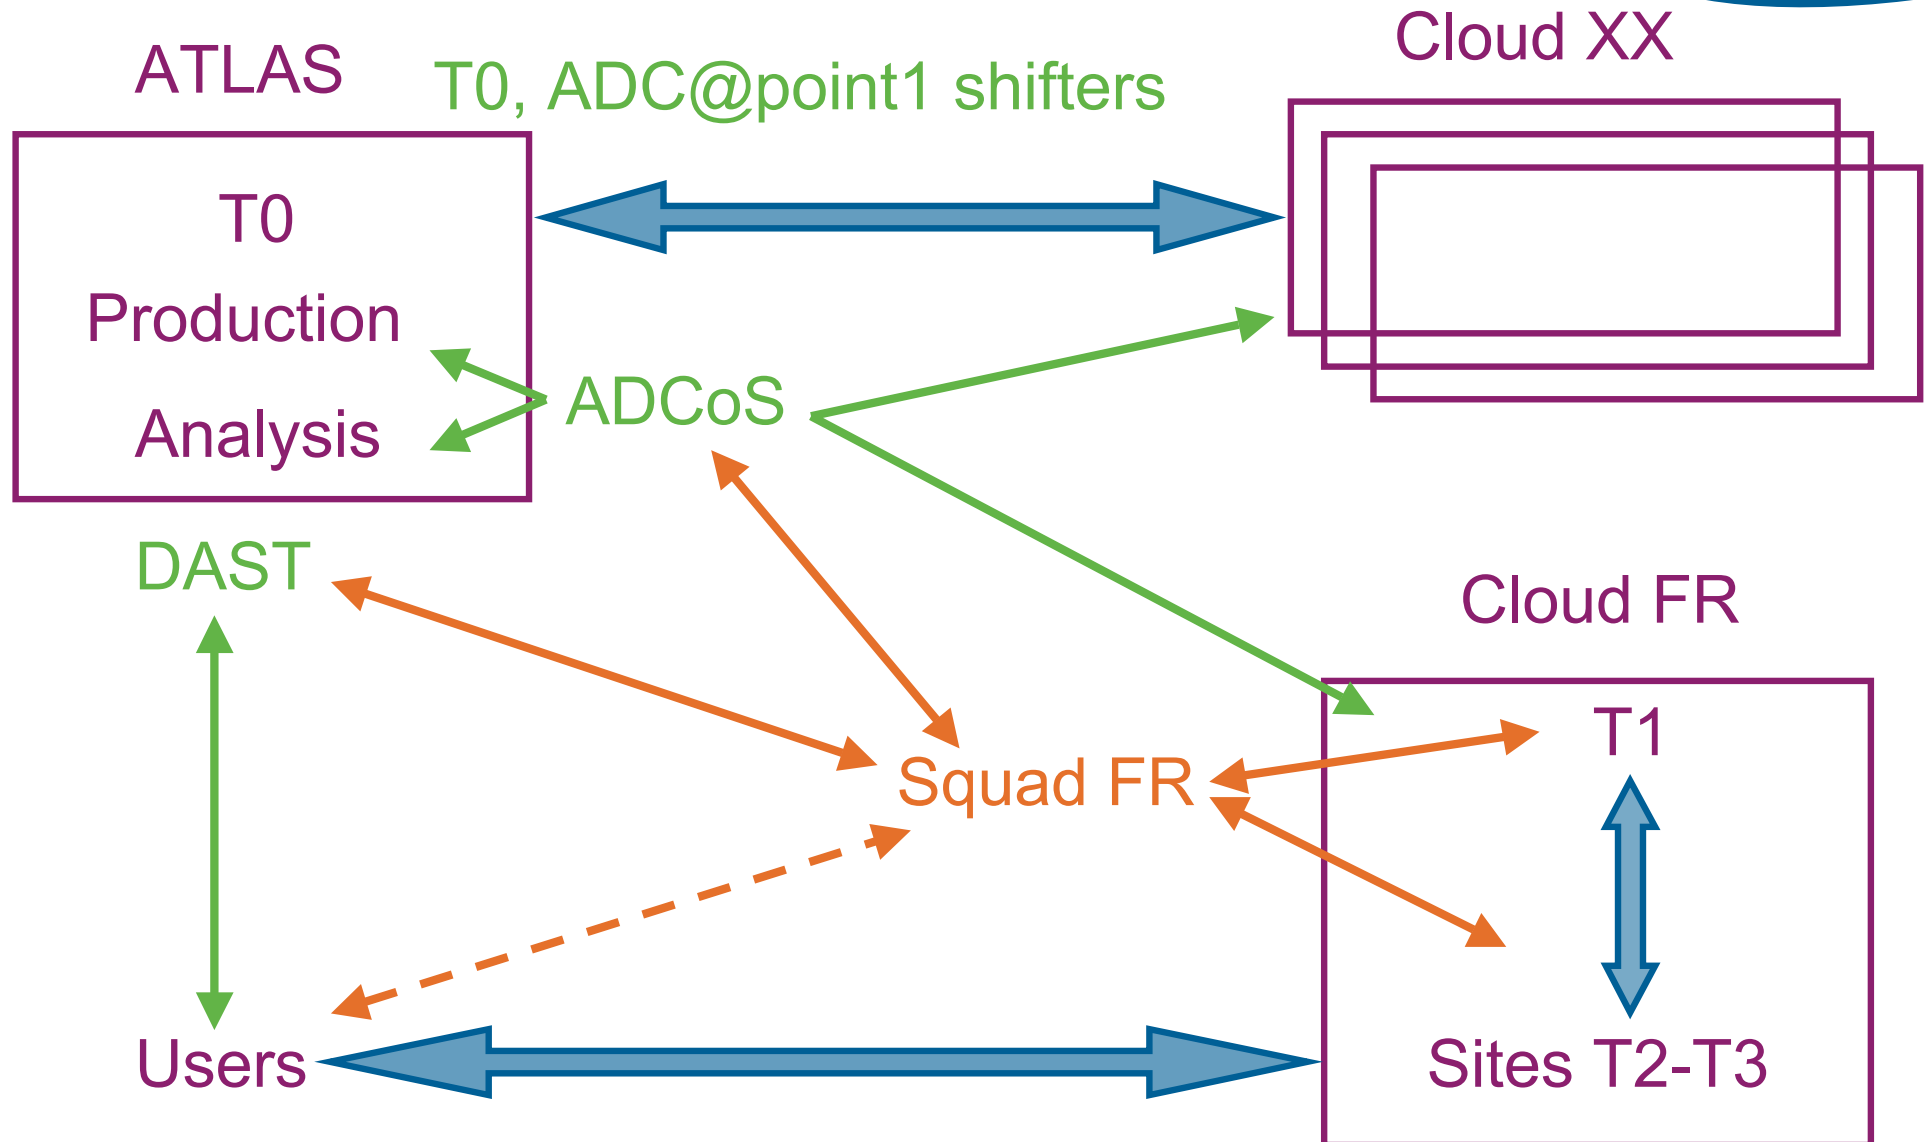 Cloud XX
ATLAS
T0, ADC@point1 shifters
T0
Production
ADCoS
Analysis
DAST
Cloud FR
T1
Squad FR
Users
Sites T2-T3